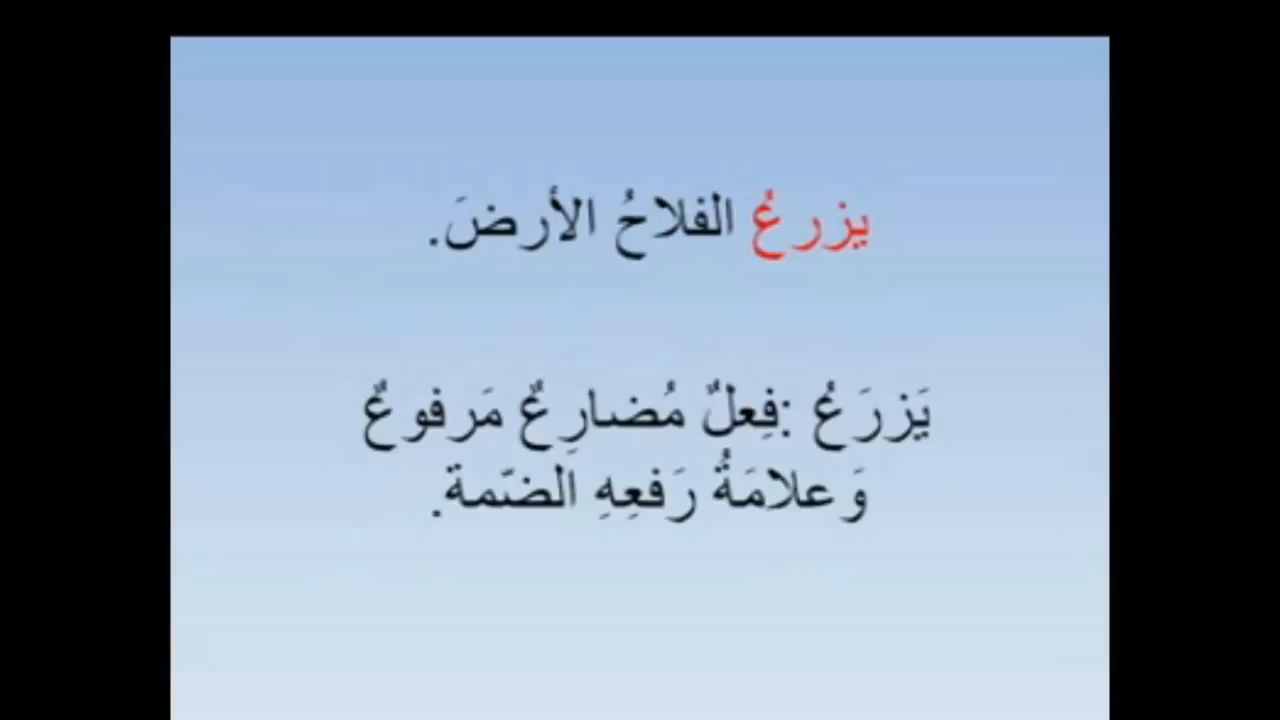 يزرعُ الفلاحُ الأرضَ.
يَزرَعُ :فِعلٌ مُضارِعٌ مَرفوعٌ
وَعلامَةُ رَفعِهِ الضّمة.